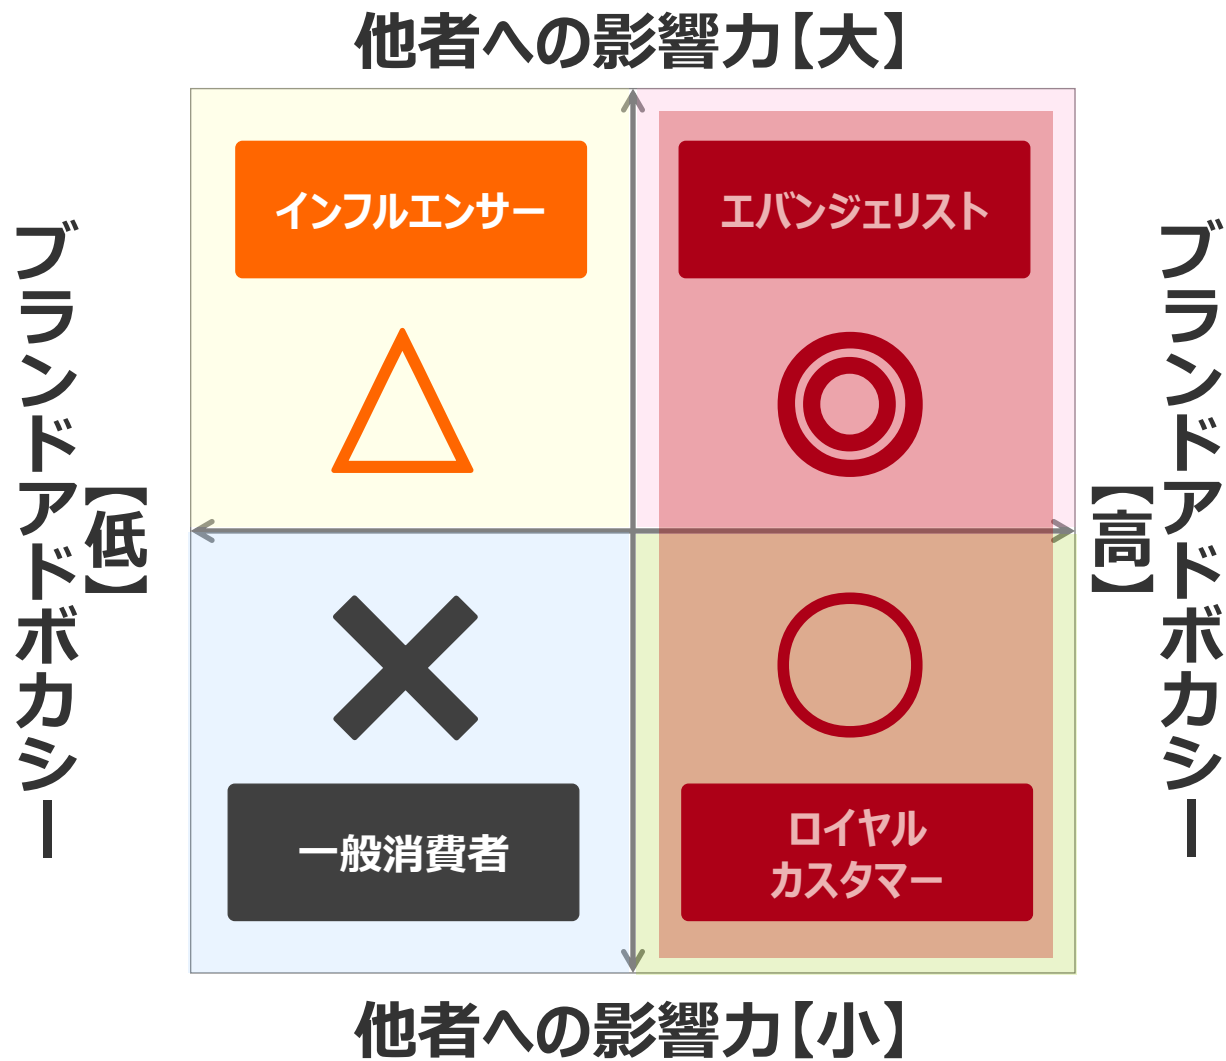 他者への影響力【大】
ブランドアドボカシー
【低】
インフルエンサー
エバンジェリスト
ブランドアドボカシー
【高】
一般消費者
ロイヤル
カスタマー
他者への影響力【小】